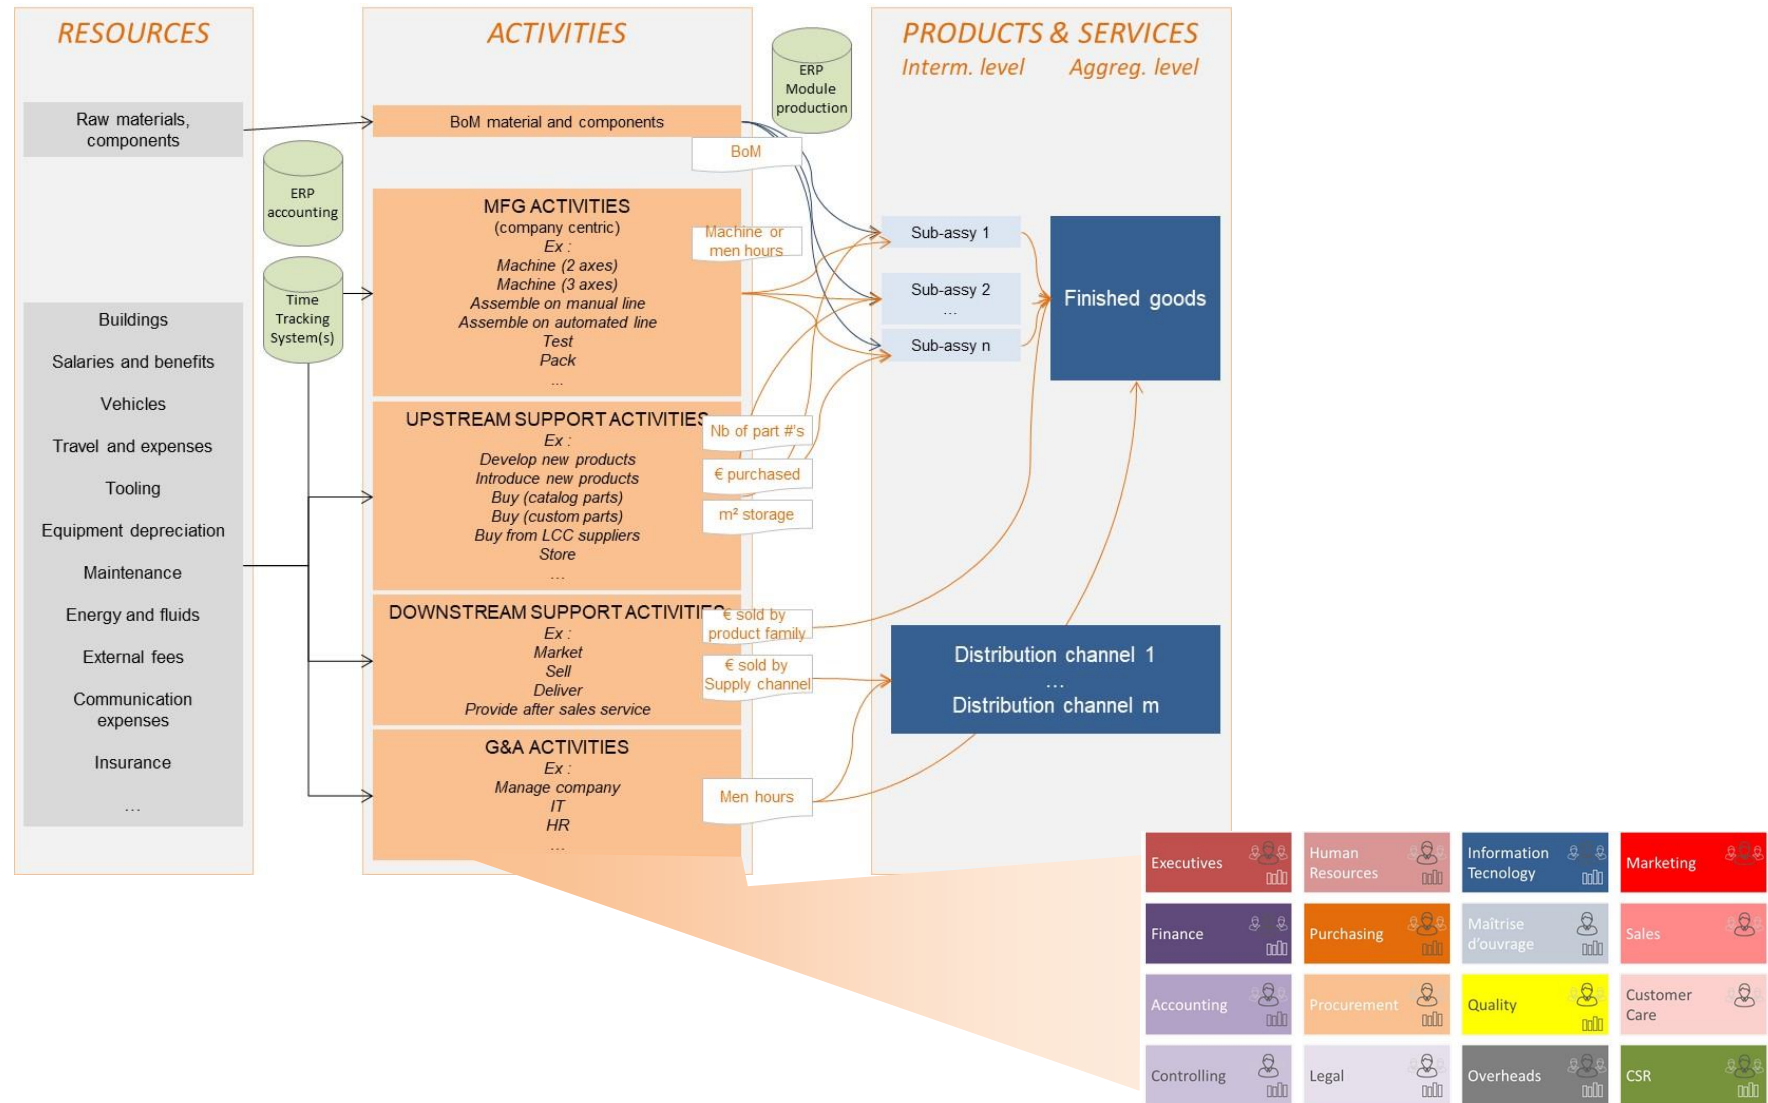 RESOURCES
Raw materials,
components
Buildings
Salaries and benefits
Vehicles
Travel and expenses
Tooling
Equipment depreciation
Maintenance
Energy and fluids
External fees
Communication
expenses
Insurance
...
ERP
accounting
Time
Tracking
System(s)
ACTIVITIES
BoM material and components
MFG ACTIVITIES
(company centric)
Ex :
Machine (2 axes)
Machine (3 axes)
Assemble on manual line
Assemble on automated line
Test
Pack
...
UPSTREAM SUPPORT ACTIVITIES
Ex :
Develop new products
Introduce new products
Buy (catalog parts)
Buy (custom parts)
Buy from LCC suppliers
Store
...
DOWNSTREAM SUPPORT ACTIVITIES
Ex :
Market
Sell
Deliver
Provide after sales service
G&A ACTIVITIES
Ex :
Manage company
IT
HR
...
ERP
Module
production
BoM
Machine or
men hours
Nb of part #'s
€ purchased
m² storage
€ sold by
product family
€ sold by
Supply channel
Men hours
PRODUCTS & SERVICES
Interm. level Aggreg. level
Sub-assy 1
Sub-assy 2
...
Sub-assy n
Finished goods
Distribution channel 1
...
Distribution channel m
Executives
Human
Resources
Information
Tecnology
Marketing
Finance
Purchasing
Maîtrise
d'ouvrage
Sales
Accounting
Procurement
Quality
Customer
Care
Controlling
Legal
Overheads
CSR